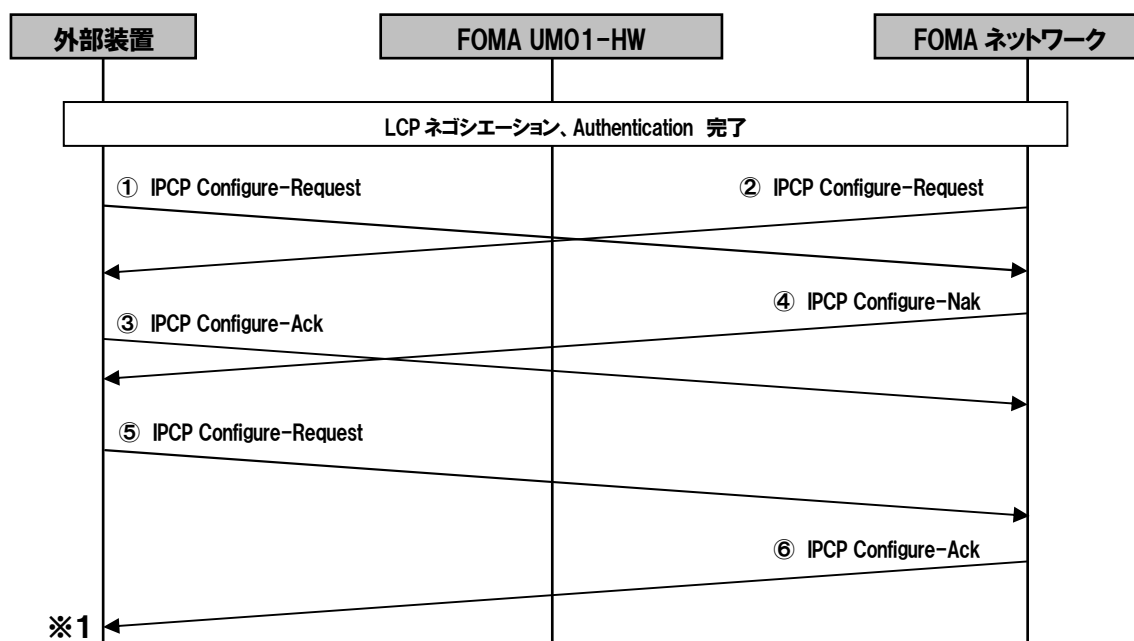 外部装置
FOMA UM01-HW
FOMA ネットワーク
LCP ネゴシエーション、Authentication 完了
① IPCP Configure-Request
② IPCP Configure-Request
④ IPCP Configure-Nak
③ IPCP Configure-Ack
⑤ IPCP Configure-Request
⑥ IPCP Configure-Ack
※1